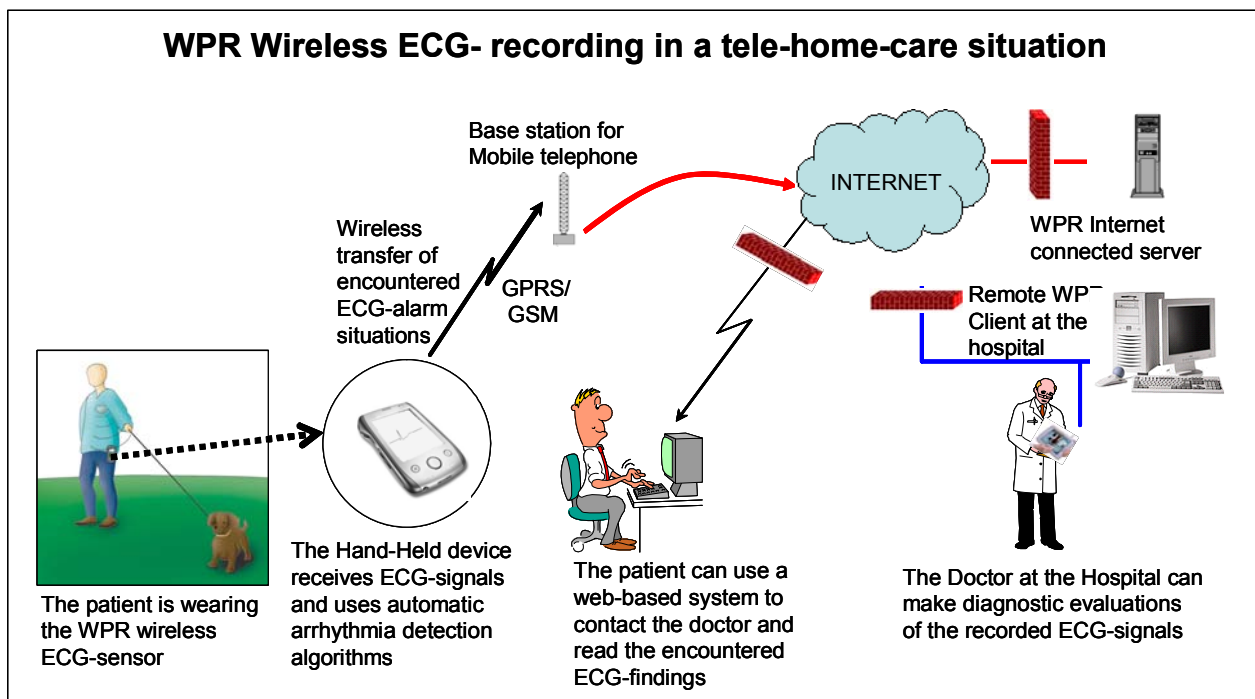 WPR Wireless ECG- recording in a tele-home-care situation
Base station for
Mobile telephone
INTERNET
Wireless
transfer of
encountered
ECG-alarm
situations
GPRS/
GSM
WPR Internet
connected server
Remote WPR
Client at the
hospital
The patient is wearing
the WPR wireless
ECG-sensor
The Hand-Held device
receives ECG-signals
and uses automatic
arrhythmia detection
algorithms
The patient can use a
web-based system to
contact the doctor and
read the encountered
ECG-findings
The Doctor at the Hospital can
make diagnostic evaluations
of the recorded ECG-signals